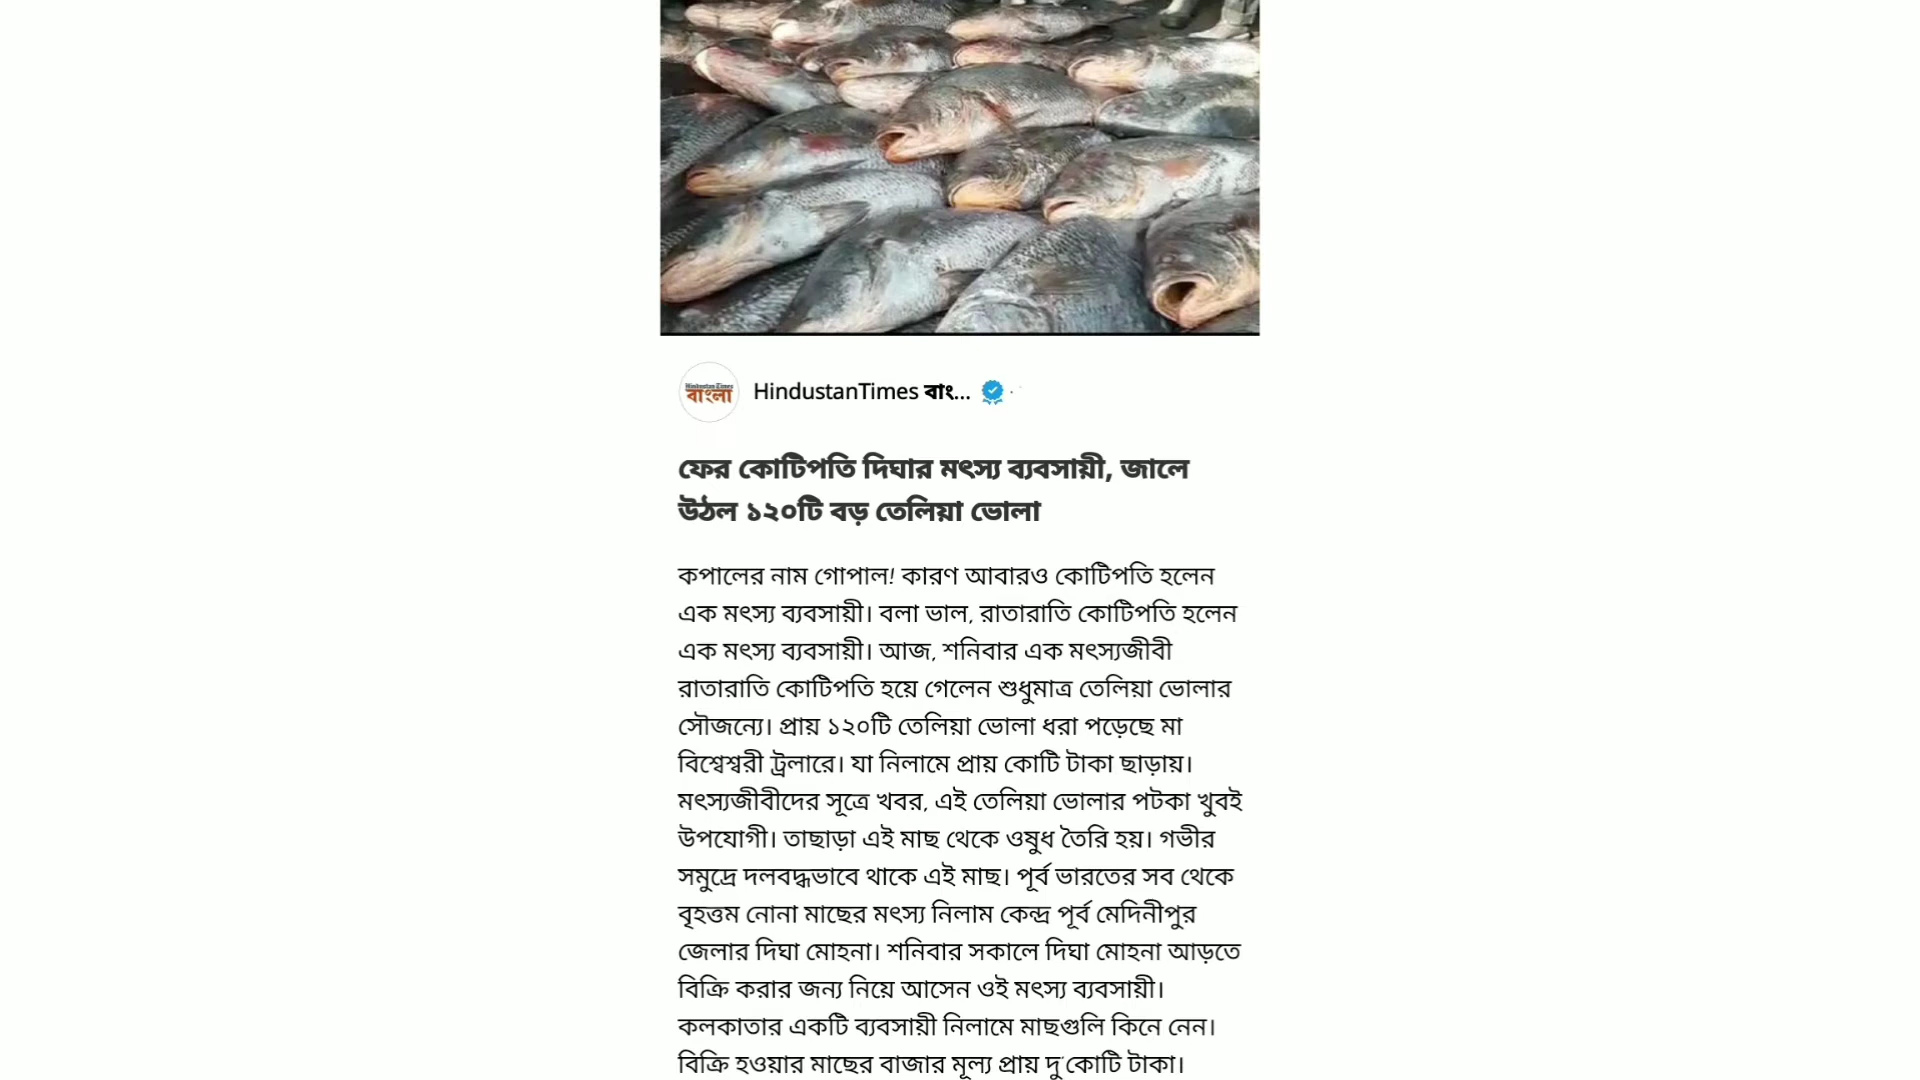 Hindustan Times
বাংলা
HindustanTimes বাং...
ফের কোটিপতি দিঘার মৎস্য ব্যবসায়ী, জালে
উঠল ১২০টি বড় তেলিয়া ভোলা
কপালের নাম গোপাল! কারণ আবারও কোটিপতি হলেন
এক মৎস্য ব্যবসায়ী। বলা ভাল, রাতারাতি কোটিপতি হলেন
এক মৎস্য ব্যবসায়ী। আজ, শনিবার এক মৎস্যজীবী
রাতারাতি কোটিপতি হয়ে গেলেন শুধুমাত্র তেলিয়া ভোলার
সৌজন্যে। প্রায় ১২০টি তেলিয়া ভোলা ধরা পড়েছে মা
বিশ্বেশ্বরী ট্রলারে। যা নিলামে প্রায় কোটি টাকা ছাড়ায়।
মৎস্যজীবীদের সূত্রে খবর, এই তেলিয়া ভোলার পটকা খুবই
উপযোগী। তাছাড়া এই মাছ থেকে ওষুধ তৈরি হয়। গভীর
সমুদ্রে দলবদ্ধভাবে থাকে এই মাছ। পূর্ব ভারতের সব থেকে
বৃহত্তম নোনা মাছের মৎস্য নিলাম কেন্দ্র পূর্ব মেদিনীপুর
জেলার দিঘা মোহনা। শনিবার সকালে দিঘা মোহনা আড়তে
বিক্রি করার জন্য নিয়ে আসেন ওই মৎস্য ব্যবসায়ী।
কলকাতার একটি ব্যবসায়ী নিলামে মাছগুলি কিনে নেন।
বিক্রি হওয়ার মাছের বাজার মূল্য প্রায় দু'কোটি টাকা।